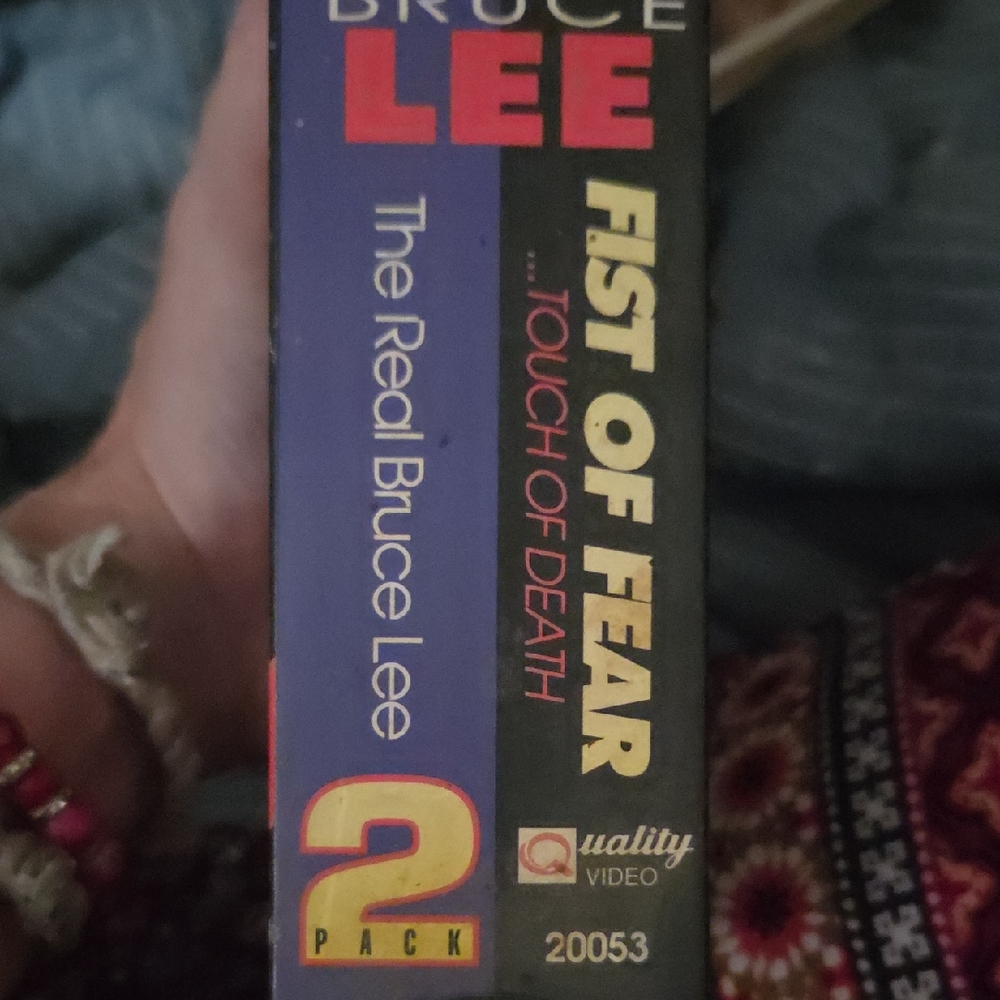 BRUCE
LEE
The Real Bruce Lee
FIST OF FEAR
...TOUCH OF DEATH
2
PACK
Quality
VIDEO
20053